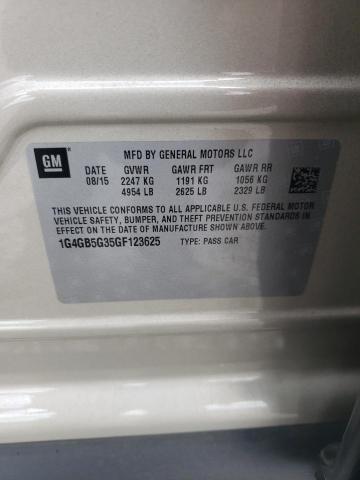 GM
MFD BY GENERAL MOTORS LLC
DATE GVWR GAWR FRT GAWR RR
08/15 2247 KG 1191 KG 1056 KG
4954 LB 2625 LB 2329 LB
THIS VEHICLE CONFORMS TO ALL APPLICABLE U.S. FEDERAL MOTOR
VEHICLE SAFETY, BUMPER, AND THEFT PREVENTION STANDARDS
IN EFFECT ON THE DATE OF MANUFACTURE SHOWN ABOVE.
1G4GB5G35GF123625 TYPE: PASS CAR